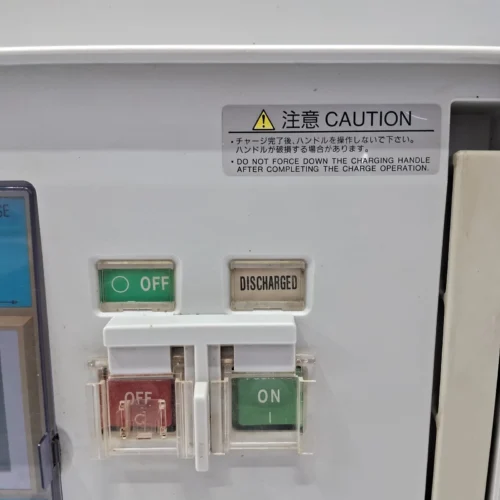 注意 CAUTION
・チャージ完了後、ハンドルを操作しないで下さい。
ハンドルが破損する場合があります。
・DO NOT FORCE DOWN THE CHARGING HANDLE
AFTER COMPLETING THE CHARGE OPERATION.
○ OFF
DISCHARGED
OFF
ON